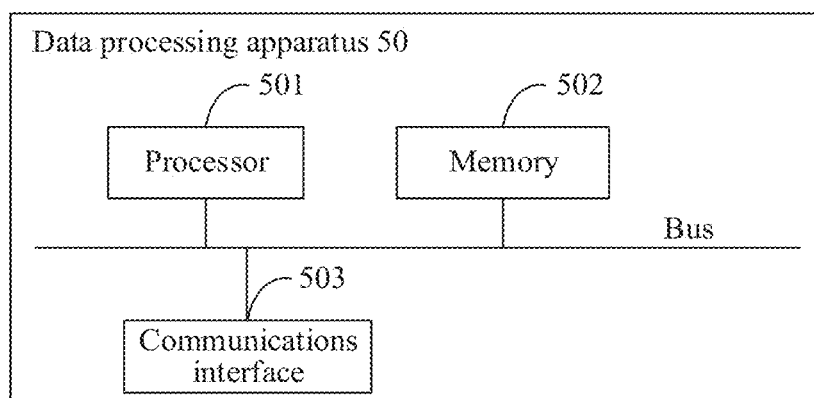 Data processing apparatus 50
501
502
Processor
Memory
Bus
503
Communications
interface